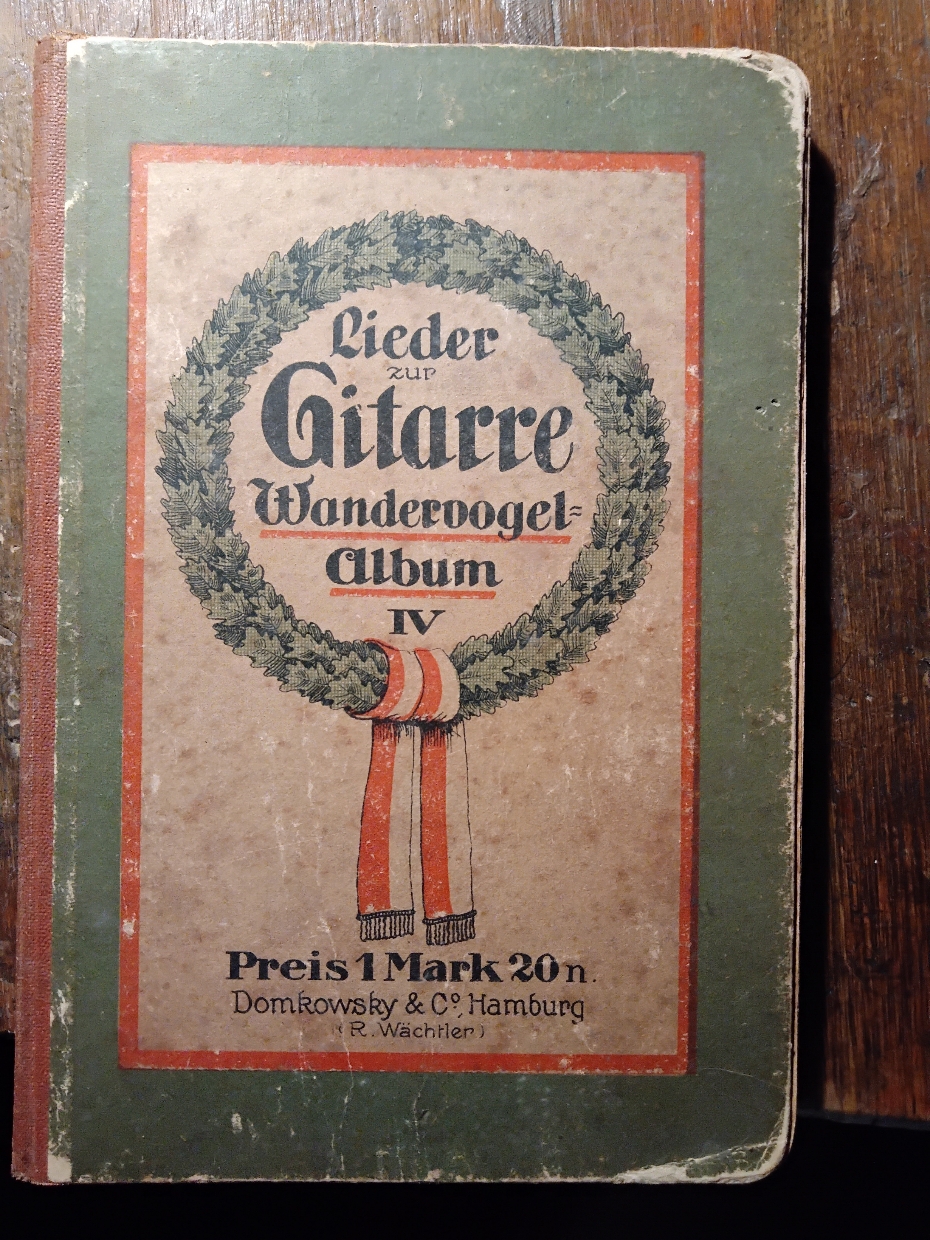 Lieder
zur
Gitarre
Wandervogel=
Album
IV
Preis 1 Mark 20 n.
Domkowsky & Cº, Hamburg
(R. Wächtler)